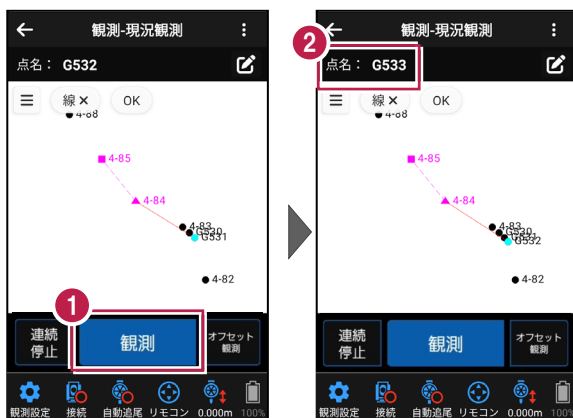 観測-現況観測
点名： G532
線 ×
OK
4-88
4-85
4-84
4-83
G530
G531
4-82
1
連続
停止
観測
オフセット
観測
観測設定
接続
自動追尾
リモコン
0.000m
100%
2
観測-現況観測
点名： G533
線 ×
OK
4-88
4-85
4-84
4-83
G530
G531
G532
4-82
連続
停止
観測
オフセット
観測
観測設定
接続
自動追尾
リモコン
0.000m
100%